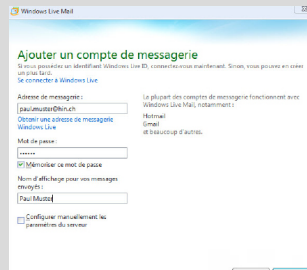 Windows Live Mail
Ajouter un compte de messagerie
Si vous possédez un identifiant Windows Live ID, connectez-vous maintenant. Sinon, vous pouvez en créer
un plus tard.
Se connecter à Windows Live
Adresse de messagerie :
paul.muster@hin.ch
Obtenir une adresse de messagerie
Windows Live
Mot de passe :
••••••
Mémoriser ce mot de passe
Nom d'affichage pour vos messages
envoyés :
Paul Muster
Configurer manuellement les
paramètres du serveur
La plupart des comptes de messagerie fonctionnent avec
Windows Live Mail, notamment :
Hotmail
Gmail
et beaucoup d'autres.